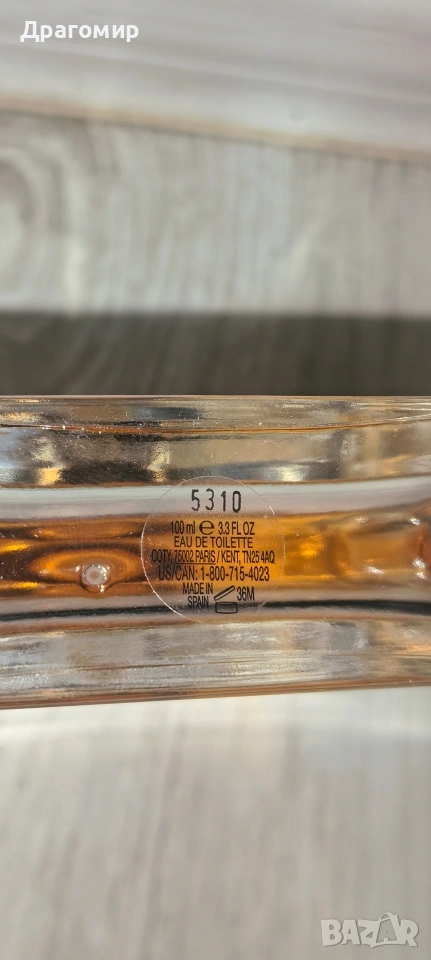 Драгомир
5310
100 ml e 3.3 FL OZ
EAU DE TOILETTE
COTY, 75002 PARIS / KENT, TN25 4AQ
US/CAN: 1-800-715-4023
MADE IN
SPAIN 36M
BAZAR